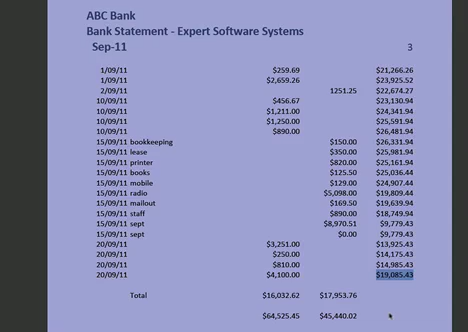 ABC Bank
Bank Statement - Expert Software Systems
Sep-11 3
1/09/11 $259.69 $21,266.26
1/09/11 $2,659.26 $23,925.52
2/09/11 1251.25 $22,674.27
10/09/11 $456.67 $23,130.94
10/09/11 $1,211.00 $24,341.94
10/09/11 $1,250.00 $25,591.94
10/09/11 $890.00 $26,481.94
15/09/11 bookkeeping $150.00 $26,331.94
15/09/11 lease $350.00 $25,981.94
15/09/11 printer $820.00 $25,161.94
15/09/11 books $125.50 $25,036.44
15/09/11 mobile $129.00 $24,907.44
15/09/11 radio $5,098.00 $19,809.44
15/09/11 mailout $169.50 $19,639.94
15/09/11 staff $890.00 $18,749.94
15/09/11 sept $8,970.51 $9,779.43
15/09/11 sept $0.00 $9,779.43
20/09/11 $3,251.00 $13,925.43
20/09/11 $250.00 $14,175.43
20/09/11 $810.00 $14,985.43
20/09/11 $4,100.00 $19,085.43
Total $16,032.62 $17,953.76
$64,525.45 $45,440.02